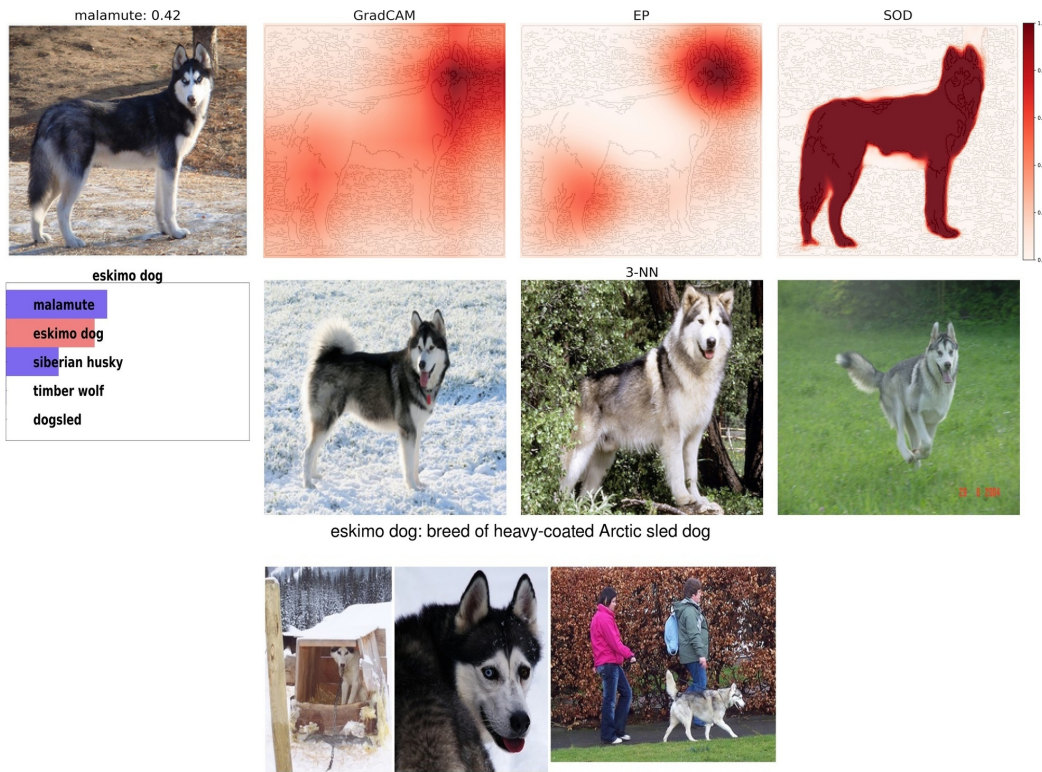 malamute: 0.42
GradCAM
EP
SOD
eskimo dog
malamute
eskimo dog
siberian husky
timber wolf
dogsled
3-NN
eskimo dog: breed of heavy-coated Arctic sled dog